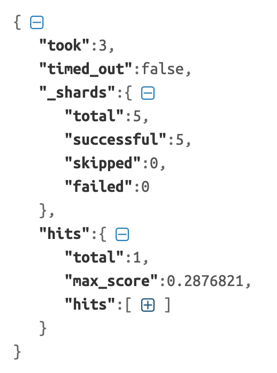 {
"took":3,
"timed_out":false,
"_shards":{
"total":5,
"successful":5,
"skipped":0,
"failed":0
},
"hits":{
"total":1,
"max_score":0.2876821,
"hits":[ ]
}
}